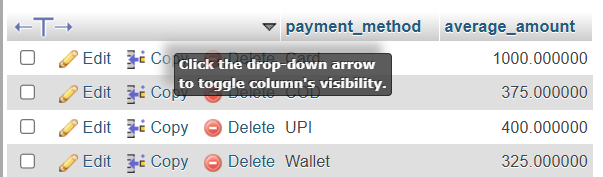 payment_method average_amount
Edit Copy Delete Card 1000.000000
Click the drop-down arrow
to toggle column's visibility.
Edit Copy Delete COD 375.000000
Edit Copy Delete UPI 400.000000
Edit Copy Delete Wallet 325.000000